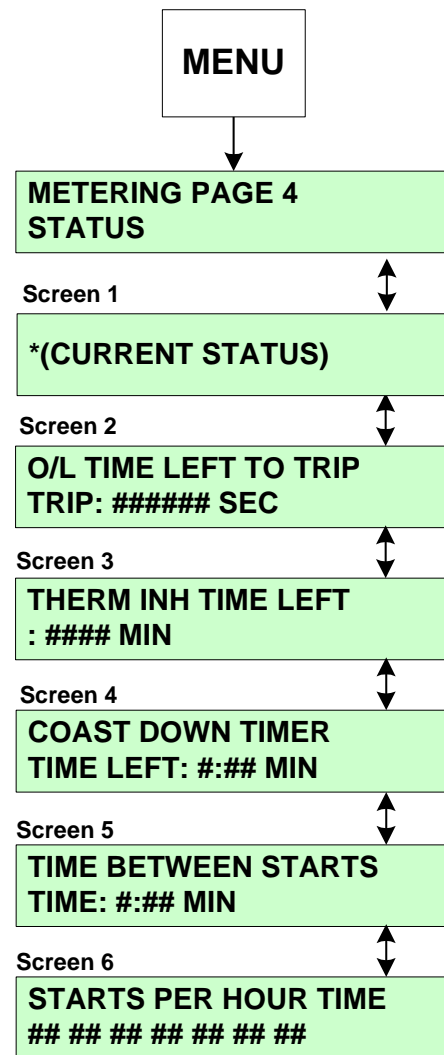 MENU
METERING PAGE 4
STATUS
Screen 1
*(CURRENT STATUS)
Screen 2
O/L TIME LEFT TO TRIP
TRIP: ###### SEC
Screen 3
THERM INH TIME LEFT
: #### MIN
Screen 4
COAST DOWN TIMER
TIME LEFT: #:## MIN
Screen 5
TIME BETWEEN STARTS
TIME: #:## MIN
Screen 6
STARTS PER HOUR TIME
## ## ## ## ## ## ##